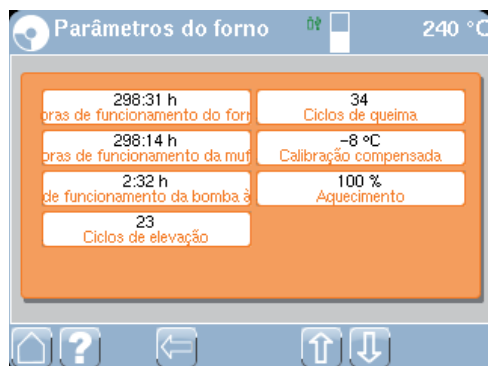 Parâmetros do forno
240 °C
298:31 h
oras de funcionamento do forn
34
Ciclos de queima
298:14 h
oras de funcionamento da muf
-8 °C
Calibração compensada
2:32 h
de funcionamento da bomba à
100 %
Aquecimento
23
Ciclos de elevação
?